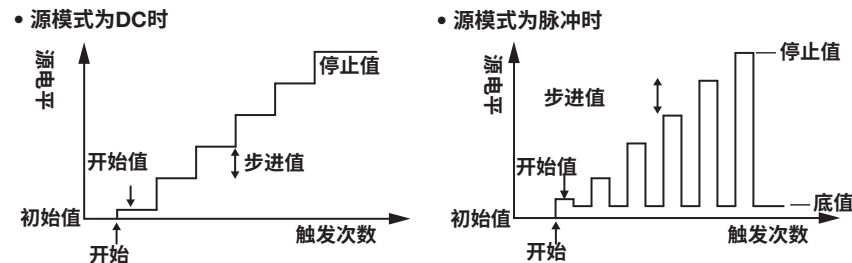 • 源模式为DC时
源电平
停止值
开始值
步进值
初始值
开始
触发次数
• 源模式为脉冲时
源电平
停止值
步进值
开始值
底值
初始值
开始
触发次数